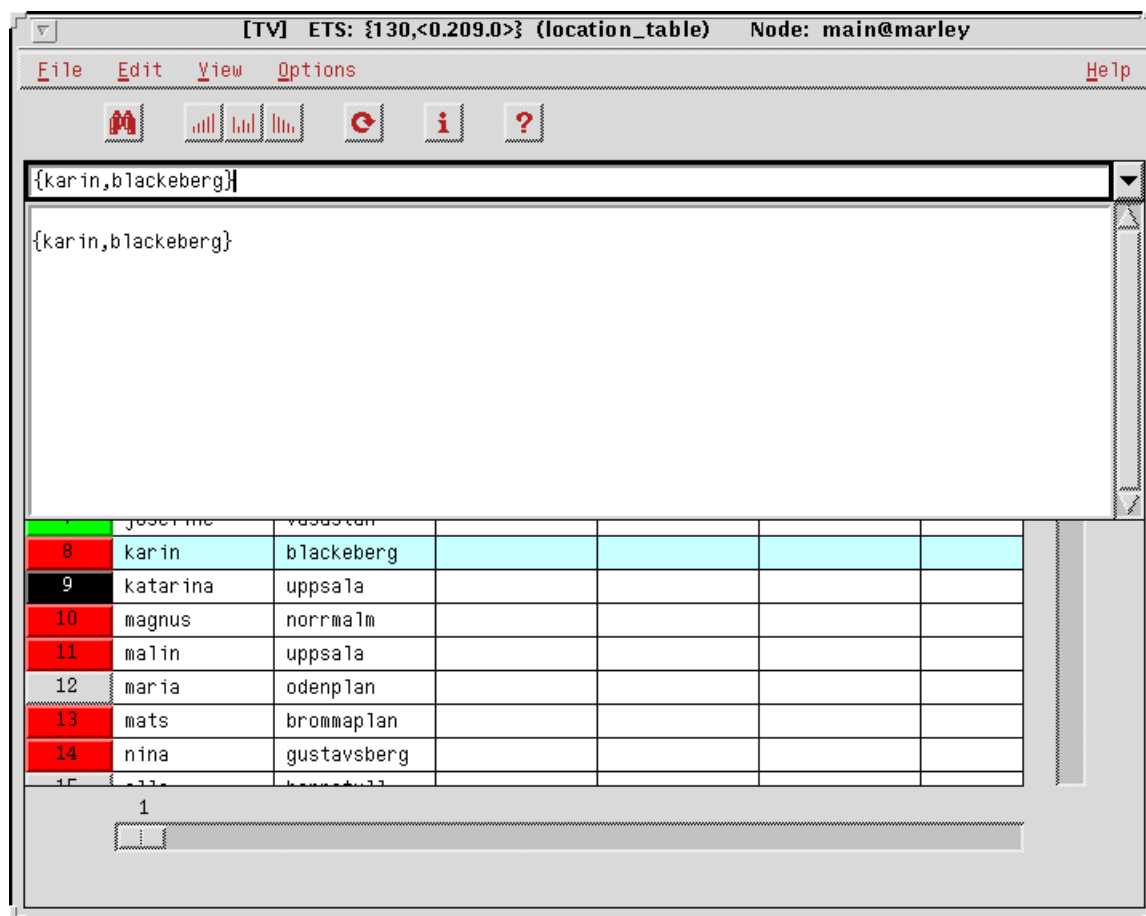 [TV] ETS: {130,<0.209.0>} (location_table) Node: main@marley
File Edit View Options Help
{karin,blackeberg}
{karin,blackeberg}
8 karin blackeberg
9 katarina uppsala
10 magnus norrmalm
11 malin uppsala
12 maria odenplan
13 mats brommaplan
14 nina gustavsberg
15
1